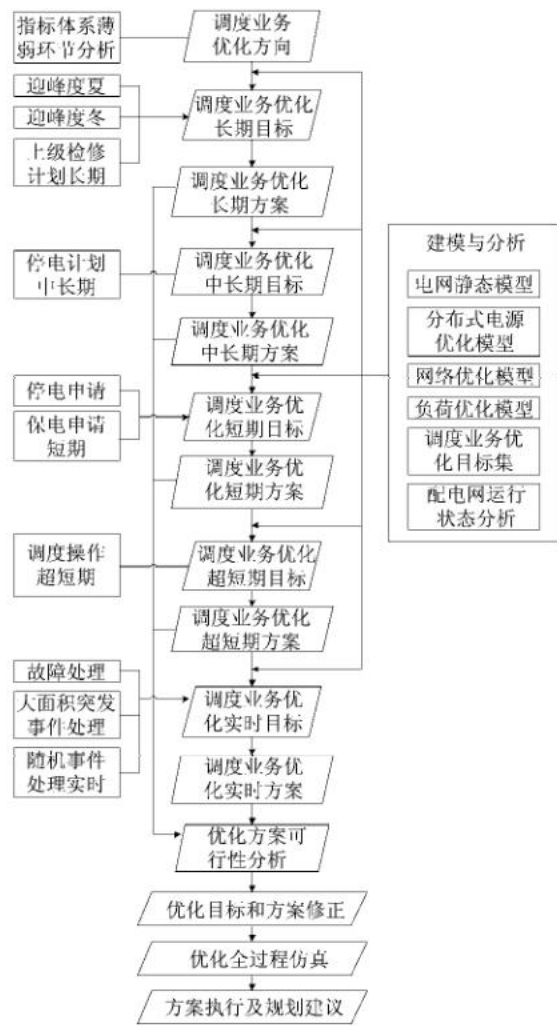 指标体系薄
弱环节分析
调度业务
优化方向
迎峰度夏
迎峰度冬
上级检修
计划长期
调度业务优化
长期目标
调度业务优化
长期方案
停电计划
中长期
调度业务优化
中长期目标
调度业务优化
中长期方案
停电申请
保电申请
短期
调度业务优
化短期目标
调度业务优
化短期方案
调度操作
超短期
调度业务优化
超短期目标
调度业务优化
超短期方案
故障处理
大面积突发
事件处理
随机事件
处理实时
调度业务优
化实时目标
调度业务优
化实时方案
优化方案可
行性分析
优化目标和方案修正
优化全过程仿真
方案执行及规划建议
建模与分析
电网静态模型
分布式电源
优化模型
网络优化模型
负荷优化模型
调度业务优
化目标集
配电网运行
状态分析